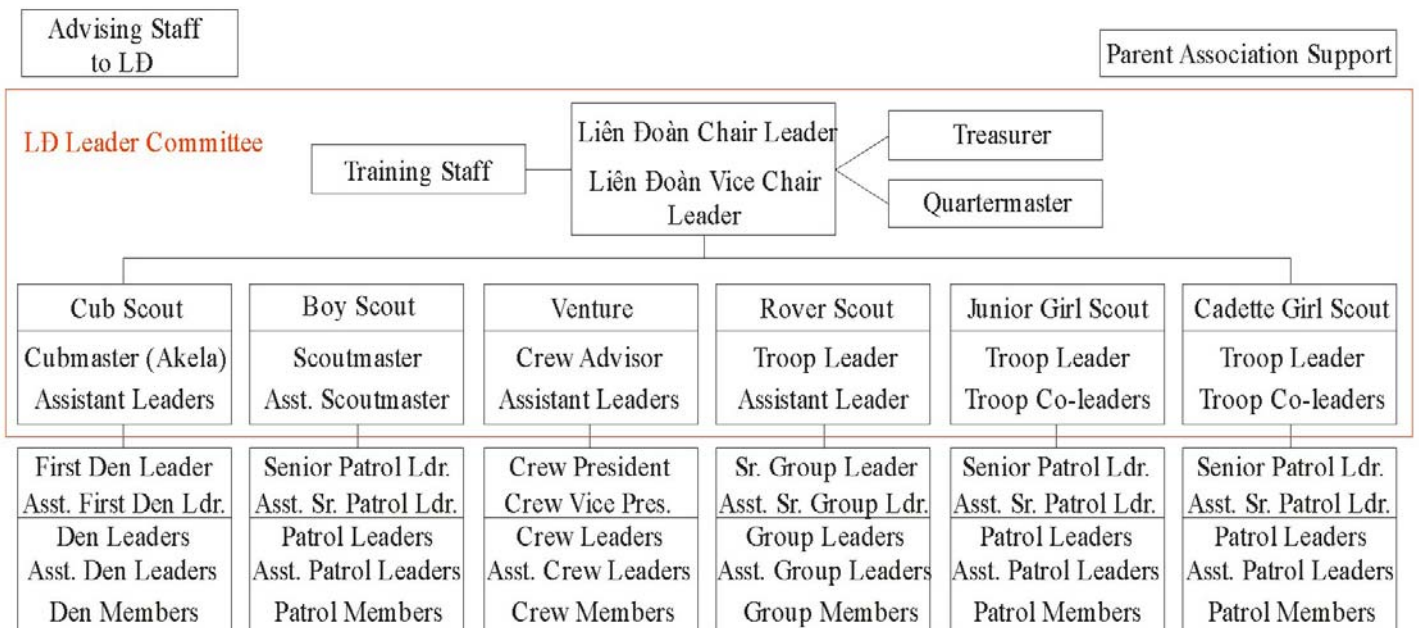 Advising Staff
to LĐ
Parent Association Support
LĐ Leader Committee
Training Staff
Liên Đoàn Chair Leader
Liên Đoàn Vice Chair
Leader
Treasurer
Quartermaster
Cub Scout
Cubmaster (Akela)
Assistant Leaders
First Den Leader
Asst. First Den Ldr.
Den Leaders
Asst. Den Leaders
Den Members
Boy Scout
Scoutmaster
Asst. Scoutmaster
Senior Patrol Ldr.
Asst. Sr. Patrol Ldr.
Patrol Leaders
Asst. Patrol Leaders
Patrol Members
Venture
Crew Advisor
Assistant Leaders
Crew President
Crew Vice Pres.
Crew Leaders
Asst. Crew Leaders
Crew Members
Rover Scout
Troop Leader
Assistant Leader
Sr. Group Leader
Asst. Sr. Group Ldr.
Group Leaders
Asst. Group Leaders
Group Members
Junior Girl Scout
Troop Leader
Troop Co-leaders
Senior Patrol Ldr.
Asst. Sr. Patrol Ldr.
Patrol Leaders
Asst. Patrol Leaders
Patrol Members
Cadette Girl Scout
Troop Leader
Troop Co-leaders
Senior Patrol Ldr.
Asst. Sr. Patrol Ldr.
Patrol Leaders
Asst. Patrol Leaders
Patrol Members